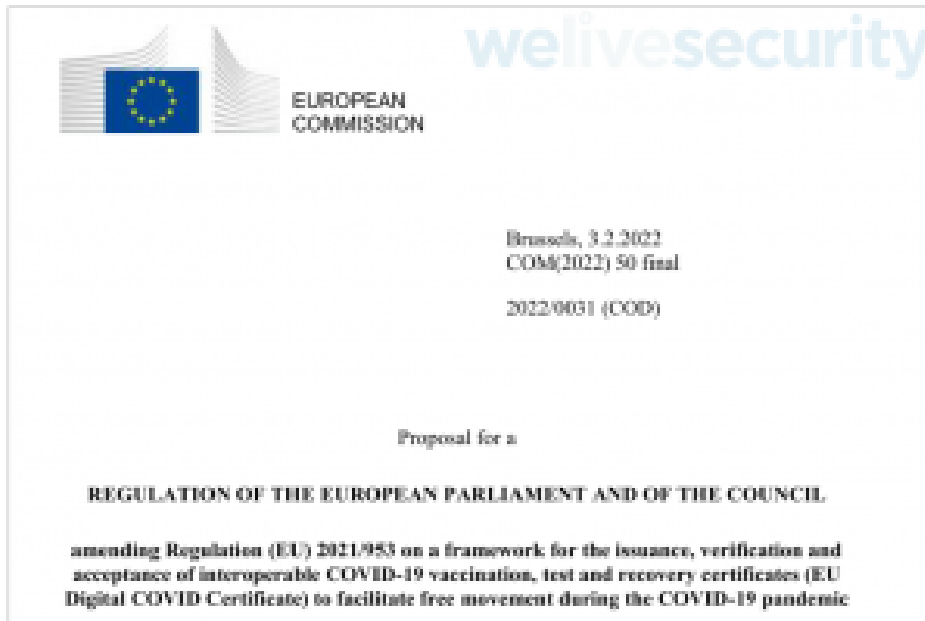 welivesecurity
EUROPEAN
COMMISSION
Brussels, 3.2.2022
COM(2022) 50 final
2022/0031 (COD)
Proposal for a
REGULATION OF THE EUROPEAN PARLIAMENT AND OF THE COUNCIL
amending Regulation (EU) 2021/953 on a framework for the issuance, verification and
acceptance of interoperable COVID-19 vaccination, test and recovery certificates (EU
Digital COVID Certificate) to facilitate free movement during the COVID-19 pandemic